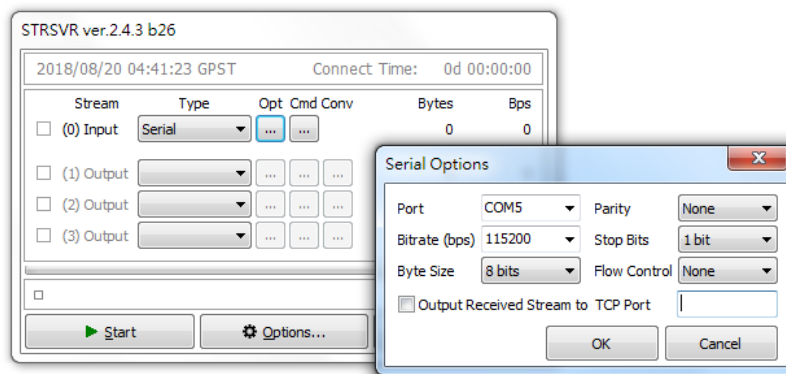 STRSVR ver.2.4.3 b26
2018/08/20 04:41:23 GPST Connect Time: 0d 00:00:00
Stream Type Opt Cmd Conv Bytes Bps
(0) Input Serial ... ... 0 0
(1) Output ... ... ...
(2) Output ... ... ...
(3) Output ... ... ...
Start Options...
Serial Options
Port COM5 Parity None
Bitrate (bps) 115200 Stop Bits 1 bit
Byte Size 8 bits Flow Control None
Output Received Stream to TCP Port
OK Cancel